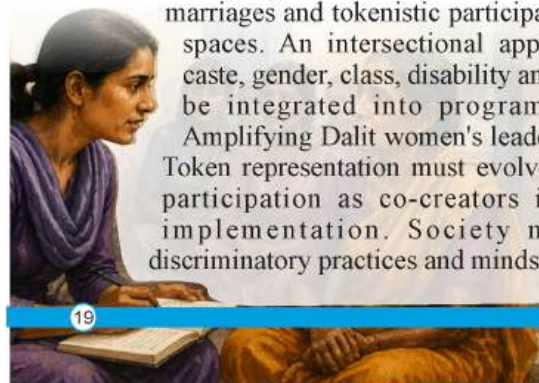 marriages and tokenistic participa
spaces. An intersectional app
caste, gender, class, disability an
be integrated into program
Amplifying Dalit women's leade
Token representation must evolv
participation as co-creators i
implementation. Society m
discriminatory practices and minds
19